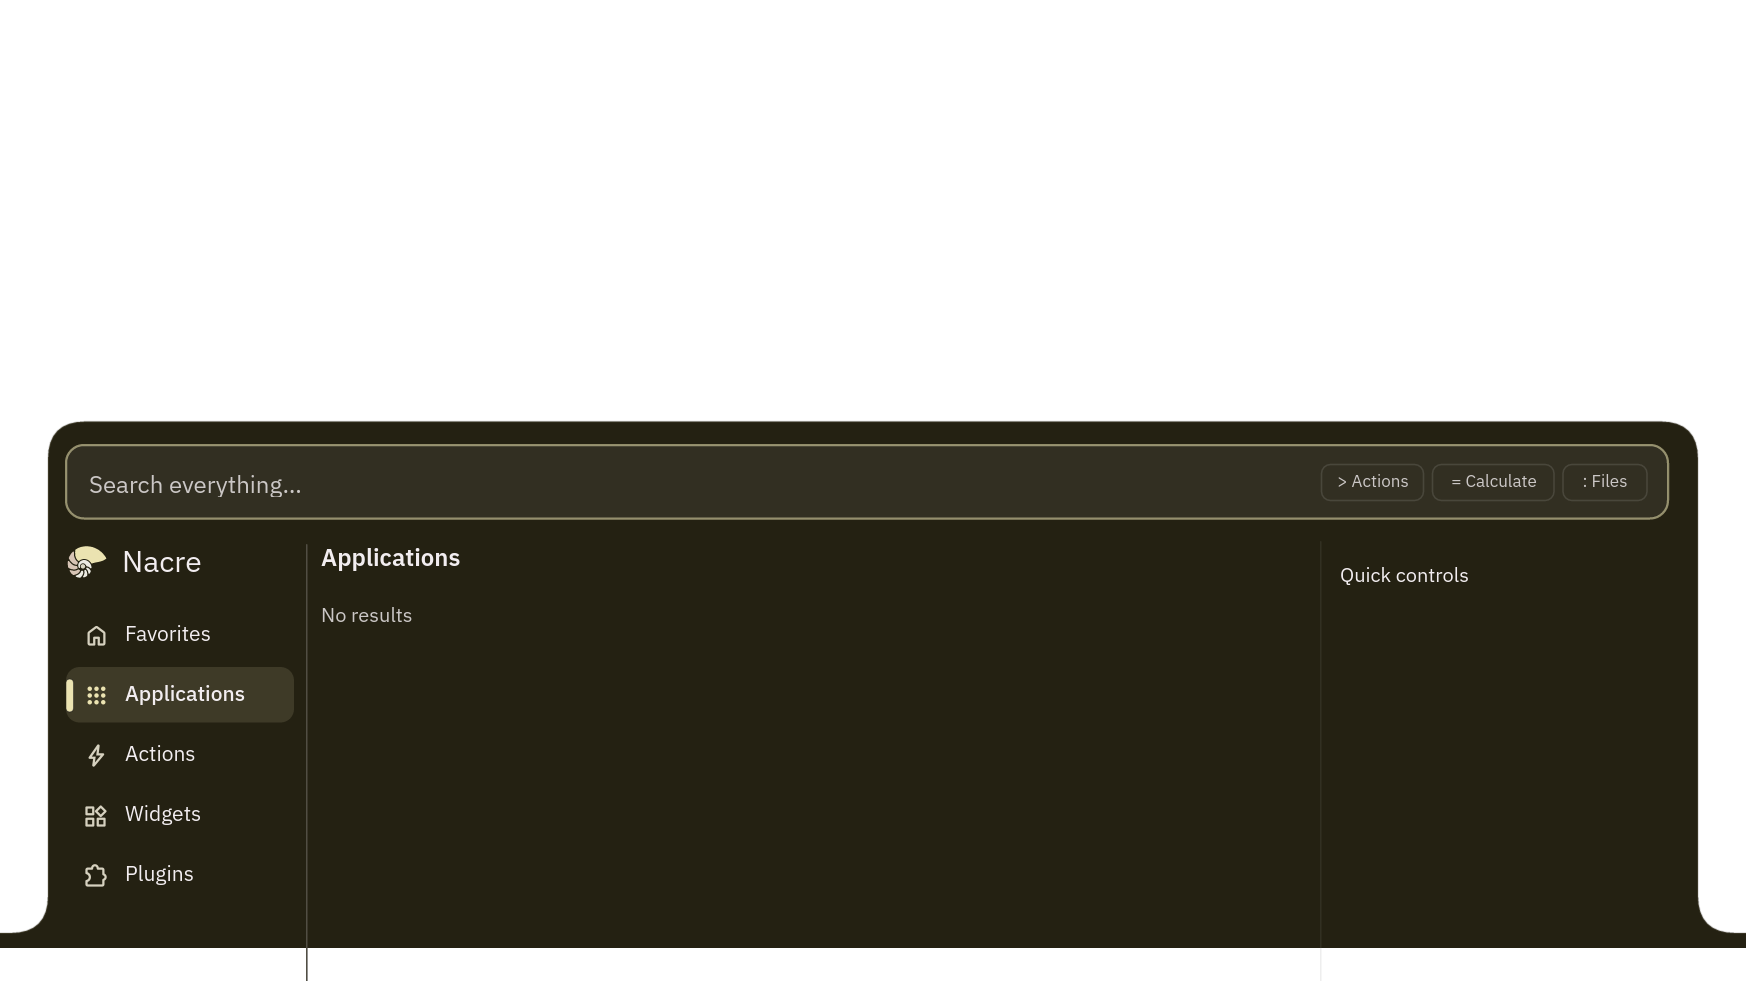 Search everything...
> Actions
= Calculate
: Files
Nacre
Favorites
Applications
Actions
Widgets
Plugins
Applications
No results
Quick controls